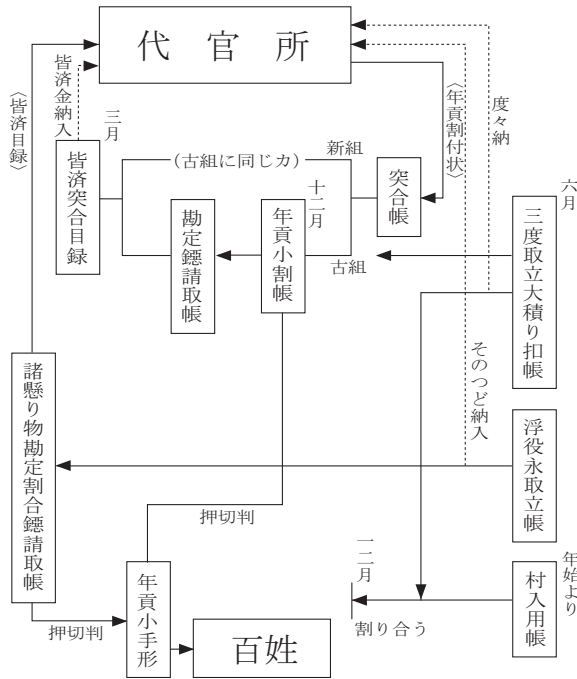 代官所
度々納
〈年貢割付状〉
皆済金納入
〈皆済目録〉
三月
皆済突合目録
(古組に同じカ)
新組
突合帳
十二月
年貢小割帳
勘定鐚請取帳
古組
六月
三度取立大積り扣帳
そのつど納入
諸懸り物勘定割合鐚請取帳
浮役永取立帳
押切判
年始より
村入用帳
一二月
割り合う
年貢小手形
押切判
百姓